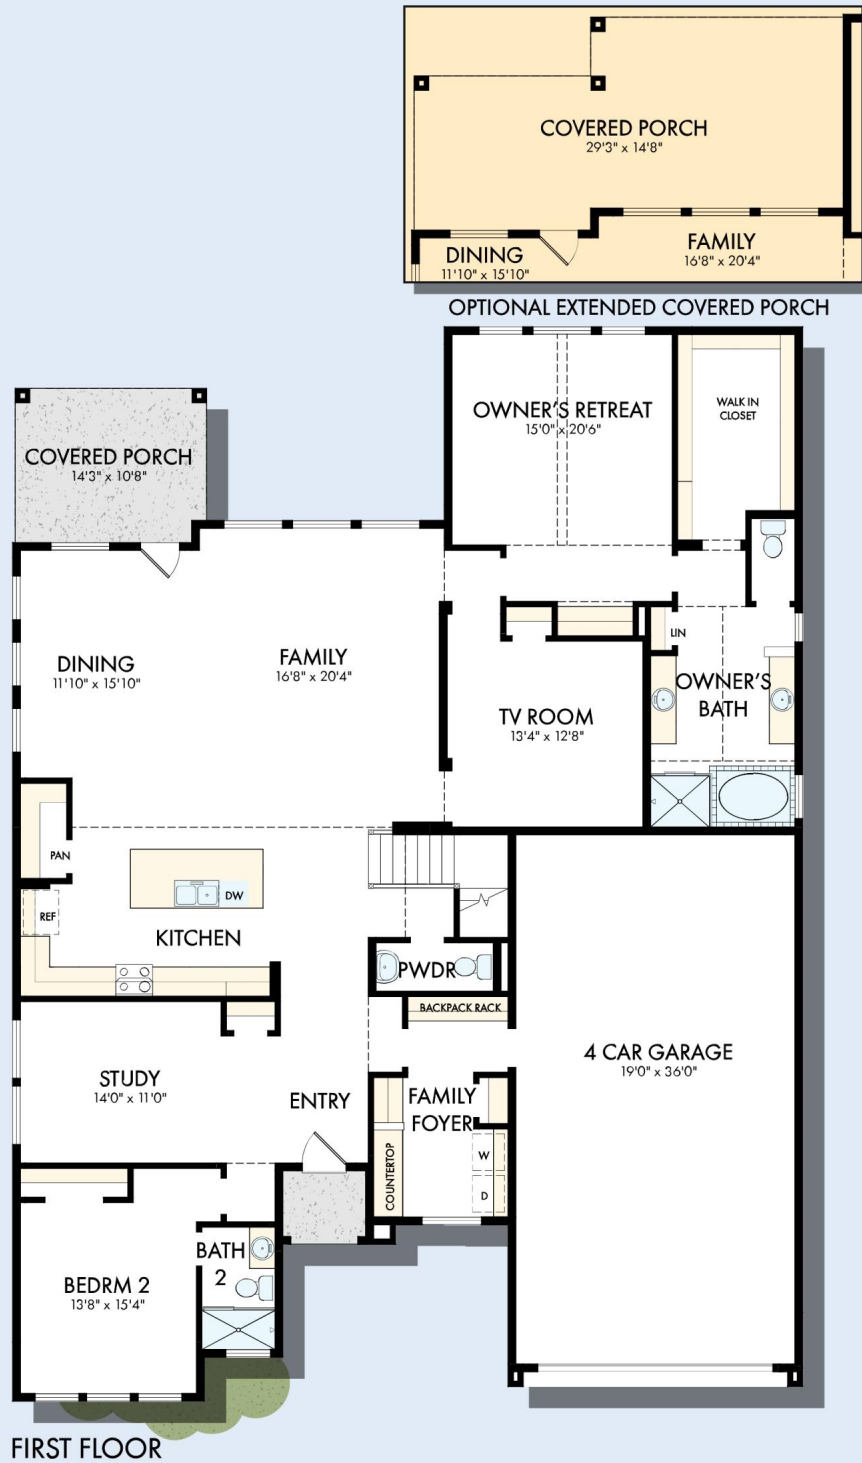 COVERED PORCH
29'3" x 14'8"
DINING
11'10" x 15'10"
FAMILY
16'8" x 20'4"
OPTIONAL EXTENDED COVERED PORCH
OWNER'S RETREAT
15'0" x 20'6"
WALK IN
CLOSET
COVERED PORCH
14'3" x 10'8"
DINING
11'10" x 15'10"
FAMILY
16'8" x 20'4"
LIN
OWNER'S
BATH
TV ROOM
13'4" x 12'8"
PAN
REF
DW
KITCHEN
PWDR
BACKPACK RACK
4 CAR GARAGE
19'0" x 36'0"
STUDY
14'0" x 11'0"
ENTRY
FAMILY
FOYER
COUNTERTOP
W
D
BATH
2
BEDRM 2
13'8" x 15'4"
FIRST FLOOR